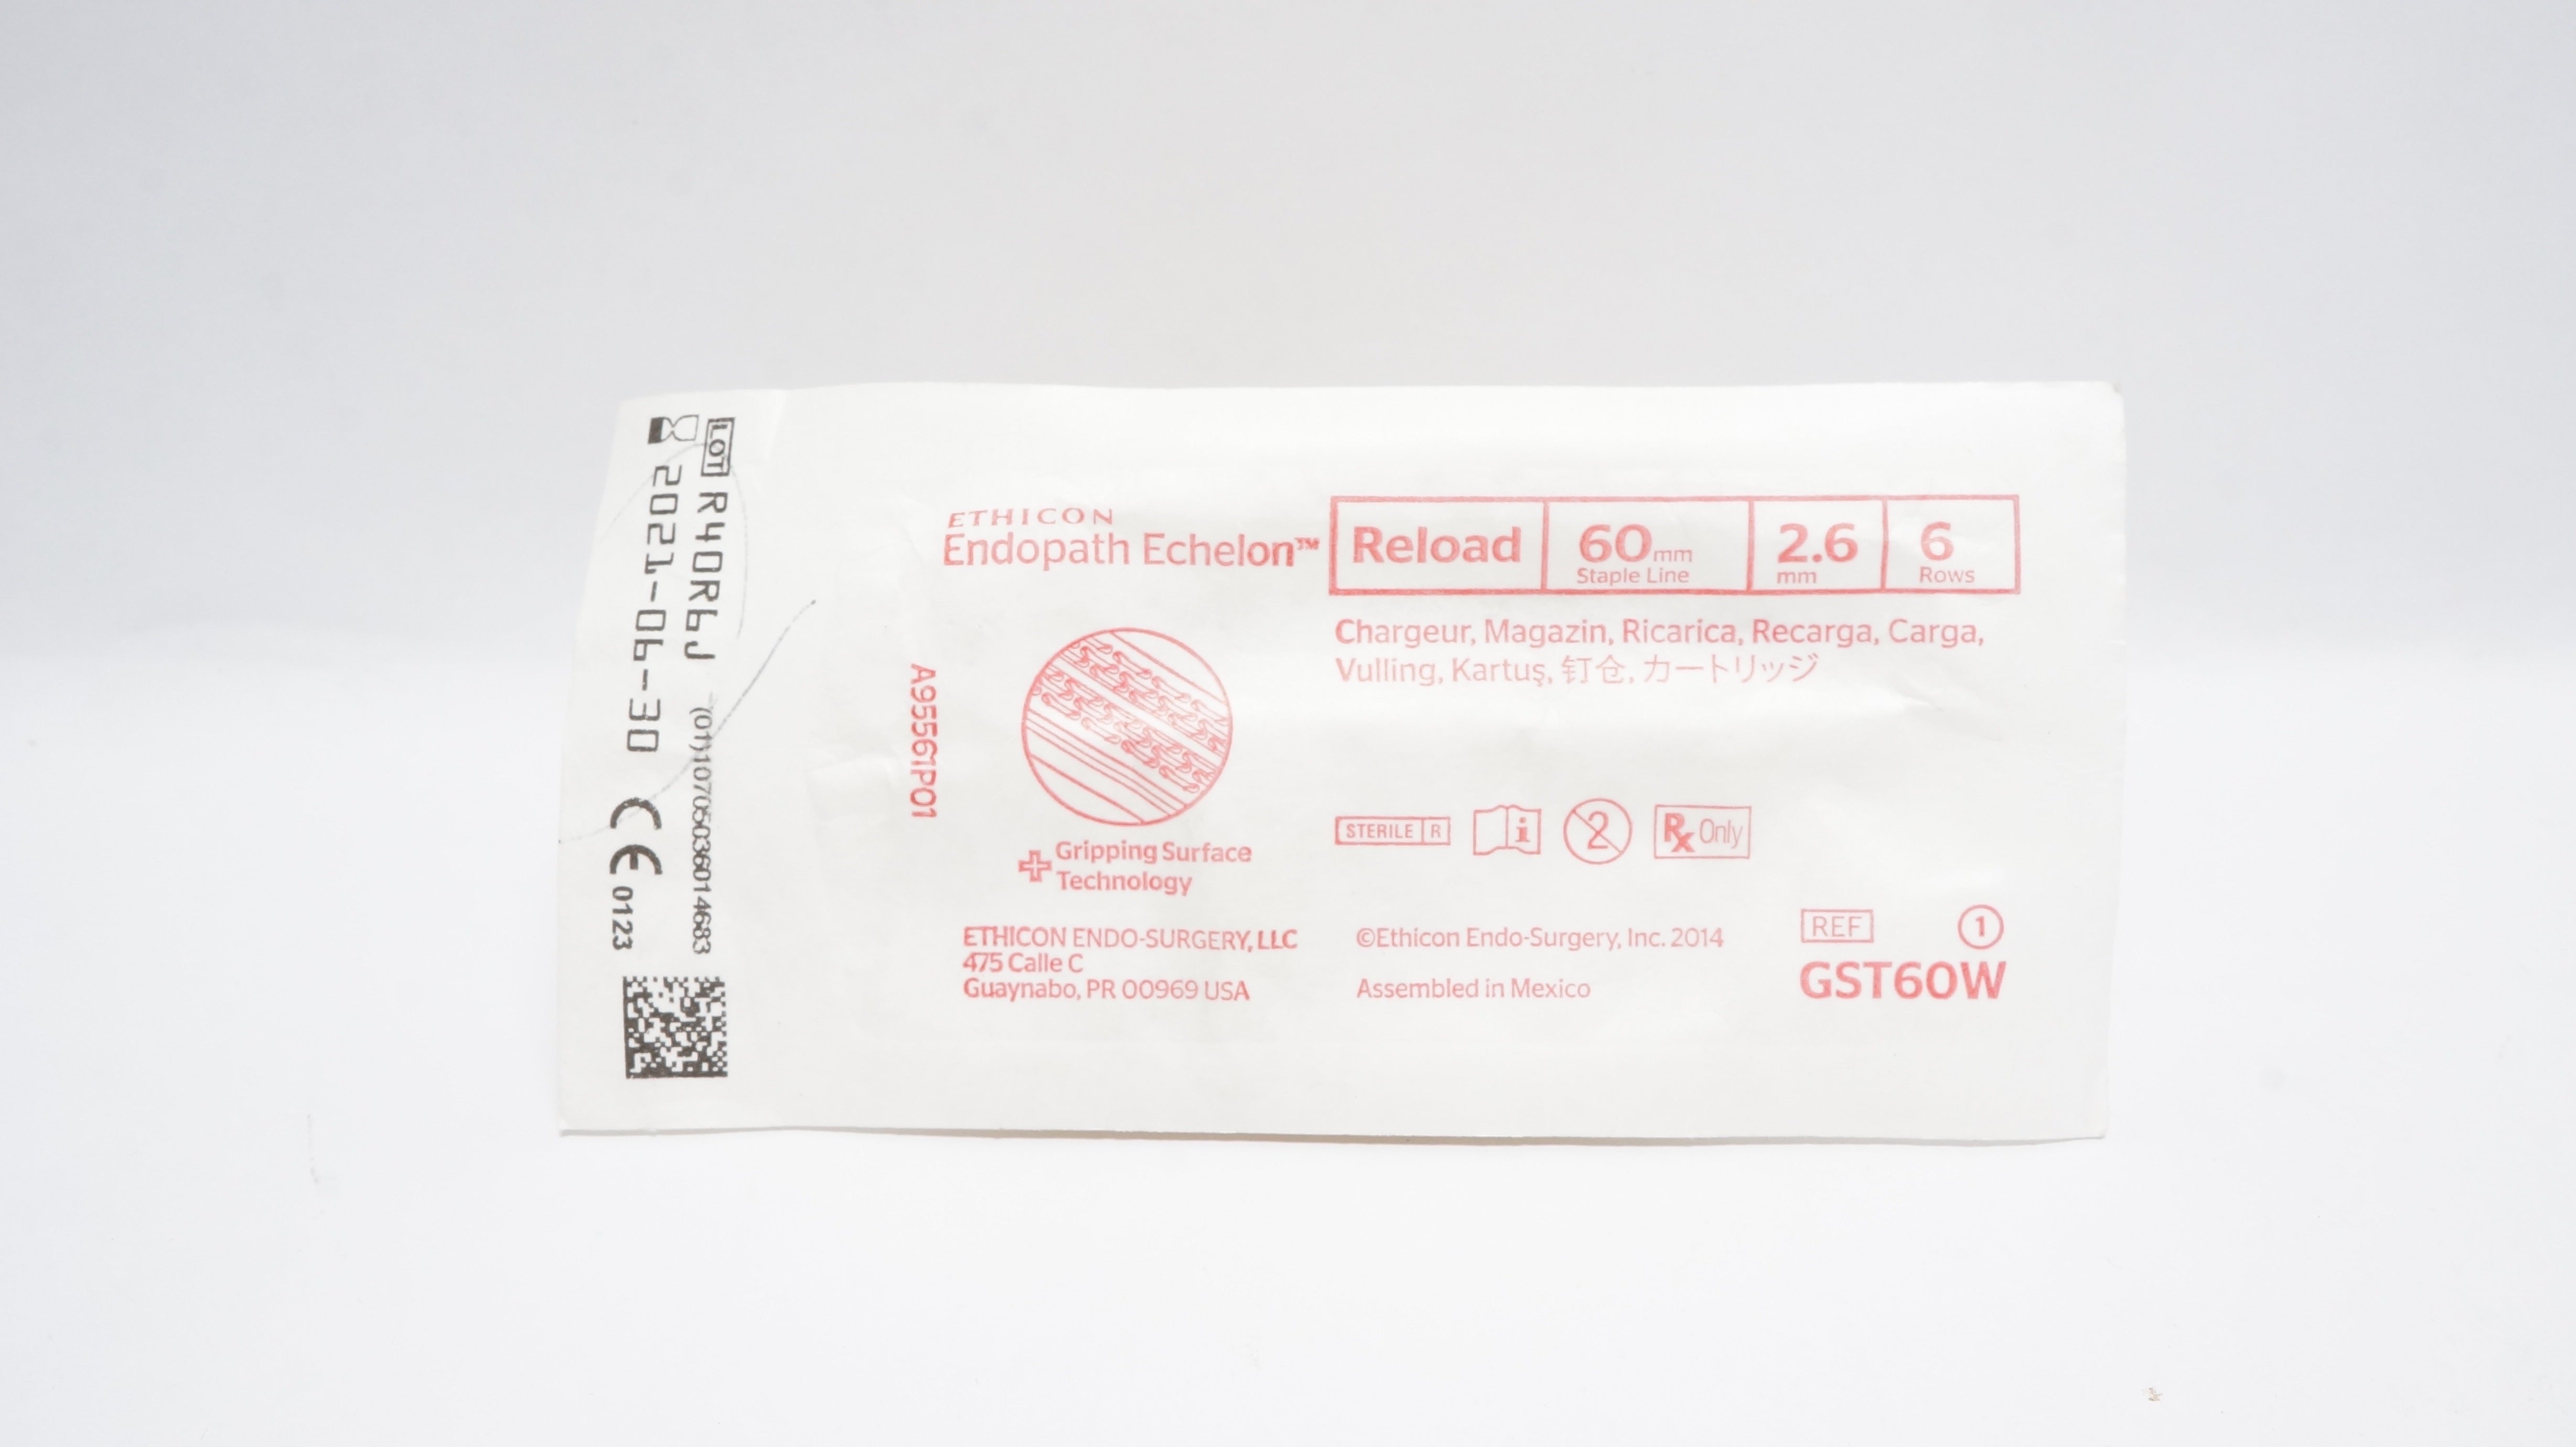 LOT R40R6J (01)10705036014683
2021-06-30 CE 0123
A95561P01
ETHICON
Endopath Echelon™
Reload
60 mm
Staple Line
2.6
mm
6
Rows
Chargeur, Magazin, Ricarica, Recarga, Carga,
Vulling, Kartuş, 钉仓, カートリッジ
Gripping Surface
Technology
STERILE R
i
2
Rx Only
ETHICON ENDO-SURGERY, LLC
475 Calle C
Guaynabo, PR 00969 USA
©Ethicon Endo-Surgery, Inc. 2014
Assembled in Mexico
REF 1
GST60W